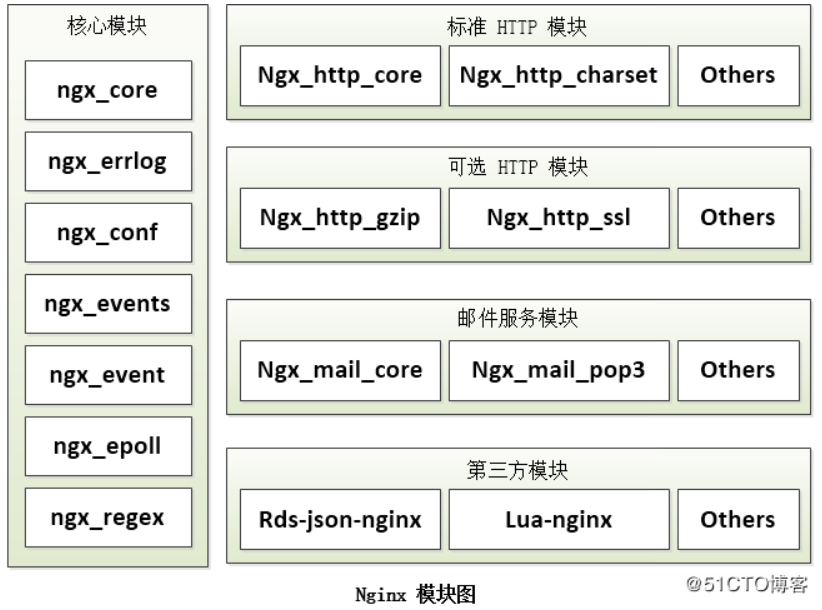 核心模块
ngx_core
ngx_errlog
ngx_conf
ngx_events
ngx_event
ngx_epoll
ngx_regex
标准 HTTP 模块
Ngx_http_core
Ngx_http_charset
Others
可选 HTTP 模块
Ngx_http_gzip
Ngx_http_ssl
Others
邮件服务模块
Ngx_mail_core
Ngx_mail_pop3
Others
第三方模块
Rds-json-nginx
Lua-nginx
Others
Nginx 模块图
@51CTO博客